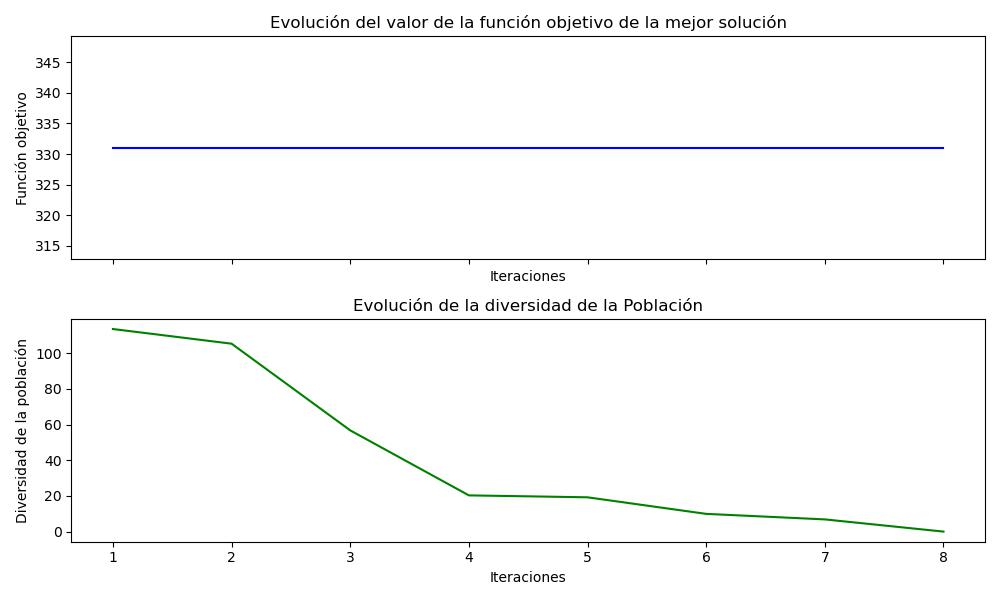 Evolución del valor de la función objetivo de la mejor solución
Función objetivo
345
340
335
330
325
320
315
Iteraciones
Evolución de la diversidad de la Población
Diversidad de la población
100
80
60
40
20
0
1 2 3 4 5 6 7 8
Iteraciones